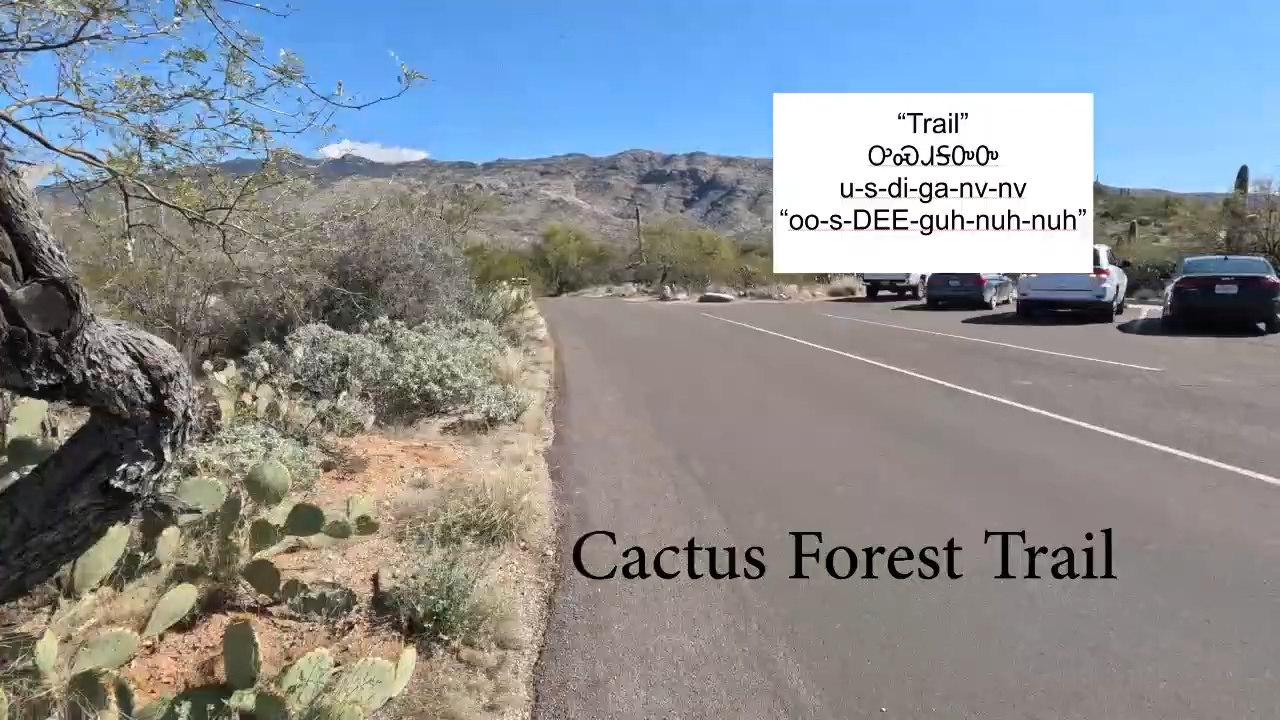 “Trail”
ᎤᏍᏗᎦᏅᏅ
u-s-di-ga-nv-nv
“oo-s-DEE-guh-nuh-nuh”
Cactus Forest Trail